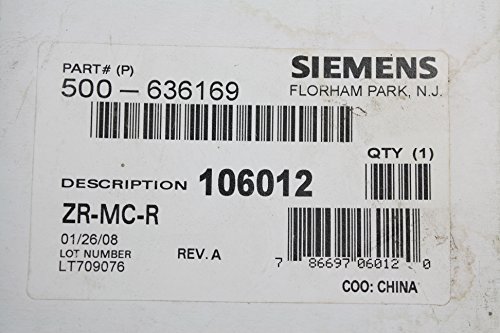 PART# (P)
500-636169
SIEMENS
FLORHAM PARK, N.J.
QTY (1)
DESCRIPTION 106012
ZR-MC-R
01/26/08
LOT NUMBER
LT709076
REV. A
7 86697 06012 0
COO: CHINA